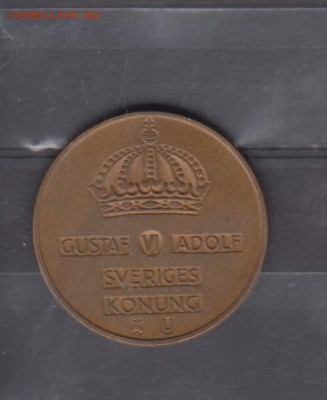 GUSTAF VI ADOLF
SVERIGES
KONUNG
U